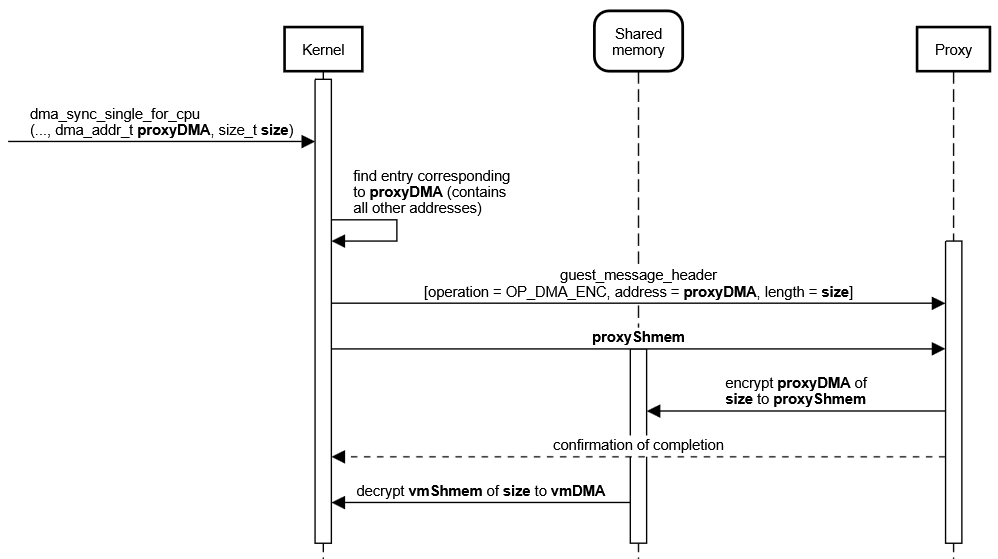 Kernel
Shared
memory
Proxy
dma_sync_single_for_cpu
(..., dma_addr_t proxyDMA, size_t size)
find entry corresponding
to proxyDMA (contains
all other addresses)
guest_message_header
[operation = OP_DMA_ENC, address = proxyDMA, length = size]
proxyShmem
encrypt proxyDMA of
size to proxyShmem
confirmation of completion
decrypt vmShmem of size to vmDMA